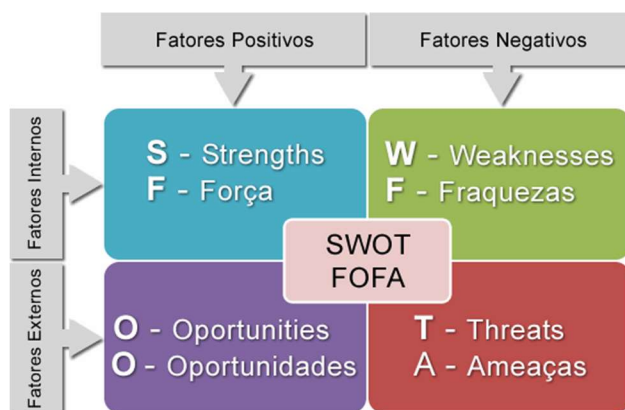 Fatores Positivos
Fatores Negativos
Fatores Internos
S - Strengths
F - Força
W - Weaknesses
F - Fraquezas
SWOT
FOFA
Fatores Externos
O - Oportunities
O - Oportunidades
T - Threats
A - Ameaças